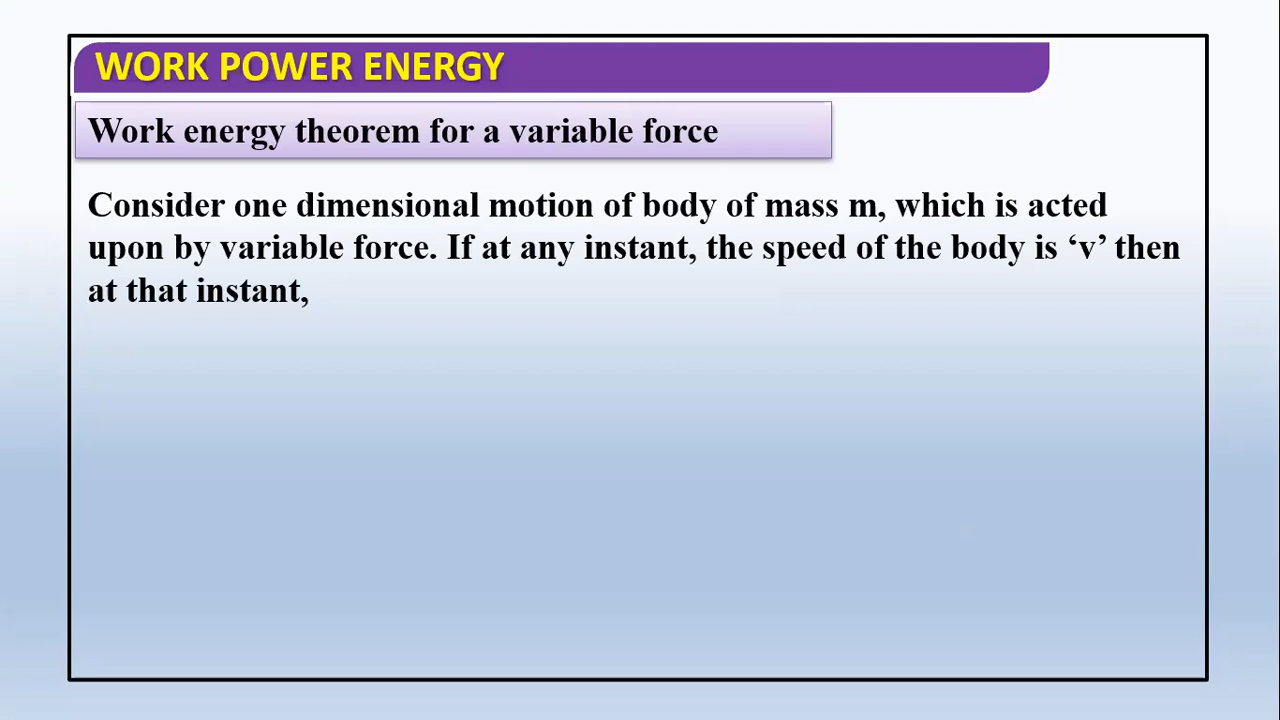 WORK POWER ENERGY
Work energy theorem for a variable force
Consider one dimensional motion of body of mass m, which is acted
upon by variable force. If at any instant, the speed of the body is ‘v’ then
at that instant,